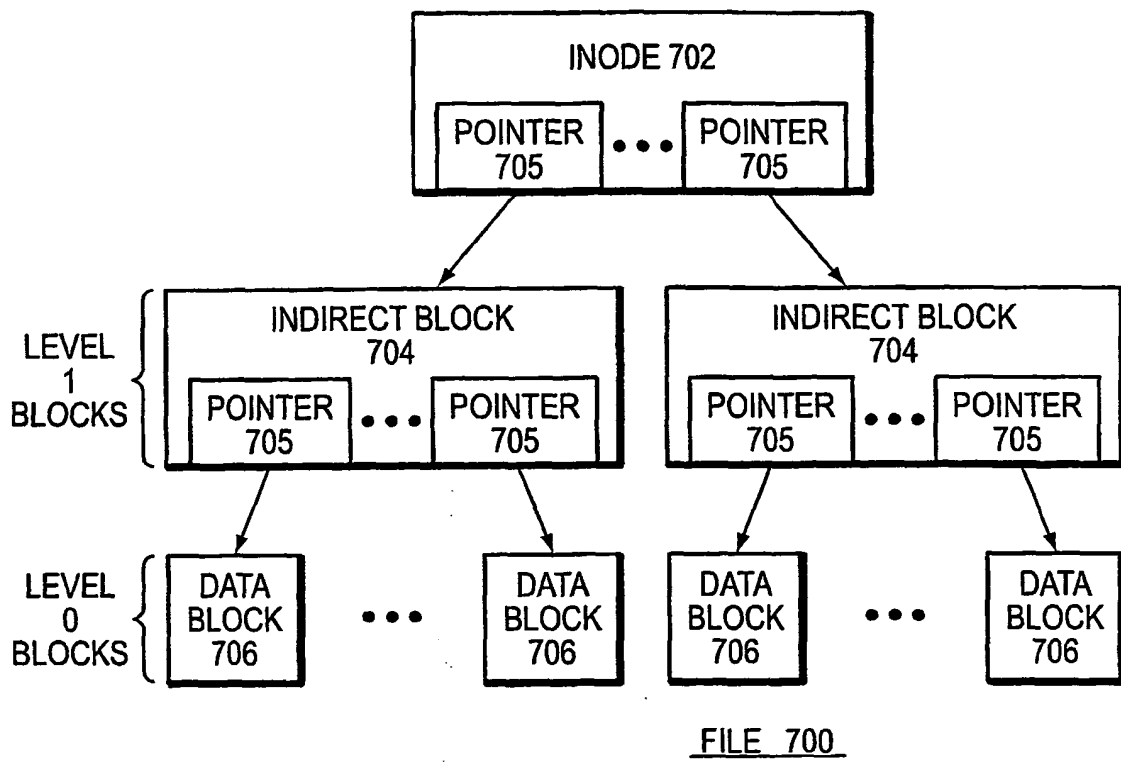 INODE 702
POINTER
705
POINTER
705
LEVEL
1
BLOCKS
INDIRECT BLOCK
704
POINTER
705
POINTER
705
INDIRECT BLOCK
704
POINTER
705
POINTER
705
LEVEL
0
BLOCKS
DATA
BLOCK
706
DATA
BLOCK
706
DATA
BLOCK
706
DATA
BLOCK
706
FILE 700